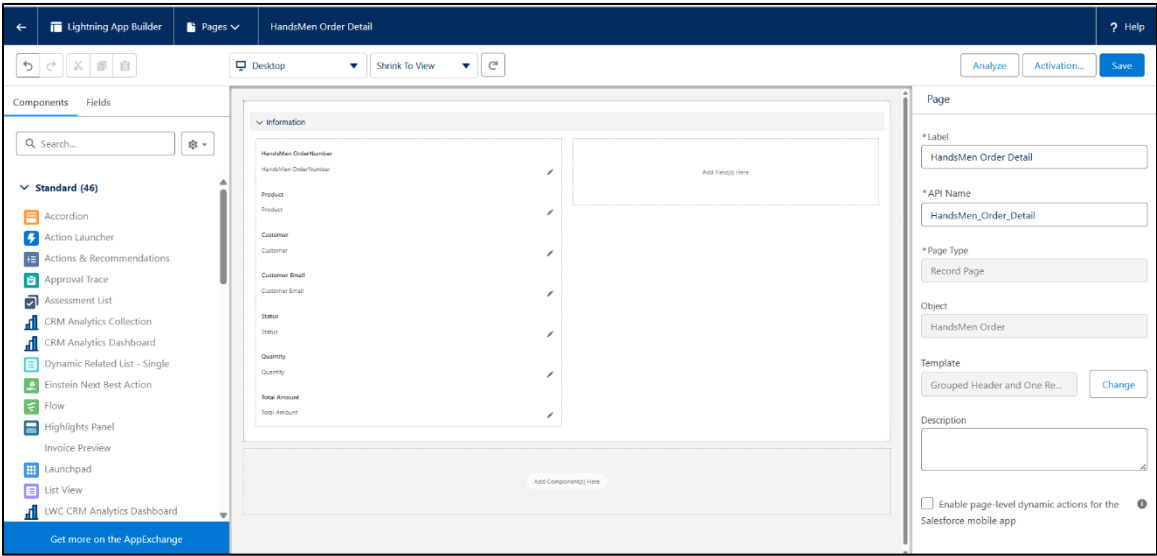 Lightning App Builder
Pages
HandsMen Order Detail
? Help
Desktop
Shrink To View
Analyze
Activation...
Save
Components
Fields
Search...
Standard (46)
Accordion
Action Launcher
Actions & Recommendations
Approval Trace
Assessment List
CRM Analytics Collection
CRM Analytics Dashboard
Dynamic Related List - Single
Einstein Next Best Action
Flow
Highlights Panel
Invoice Preview
Launchpad
List View
LWC CRM Analytics Dashboard
Get more on the AppExchange
Information
HandsMen OrderNumber
HandsMen OrderNumber
Product
Product
Customer
Customer
Customer Email
Customer Email
Status
Status
Quantity
Quantity
Total Amount
Total Amount
Add Field(s) Here
Add Component(s) Here
Page
*Label
HandsMen Order Detail
*API Name
HandsMen_Order_Detail
*Page Type
Record Page
Object
HandsMen Order
Template
Grouped Header and One Re...
Change
Description
Enable page-level dynamic actions for the
Salesforce mobile app